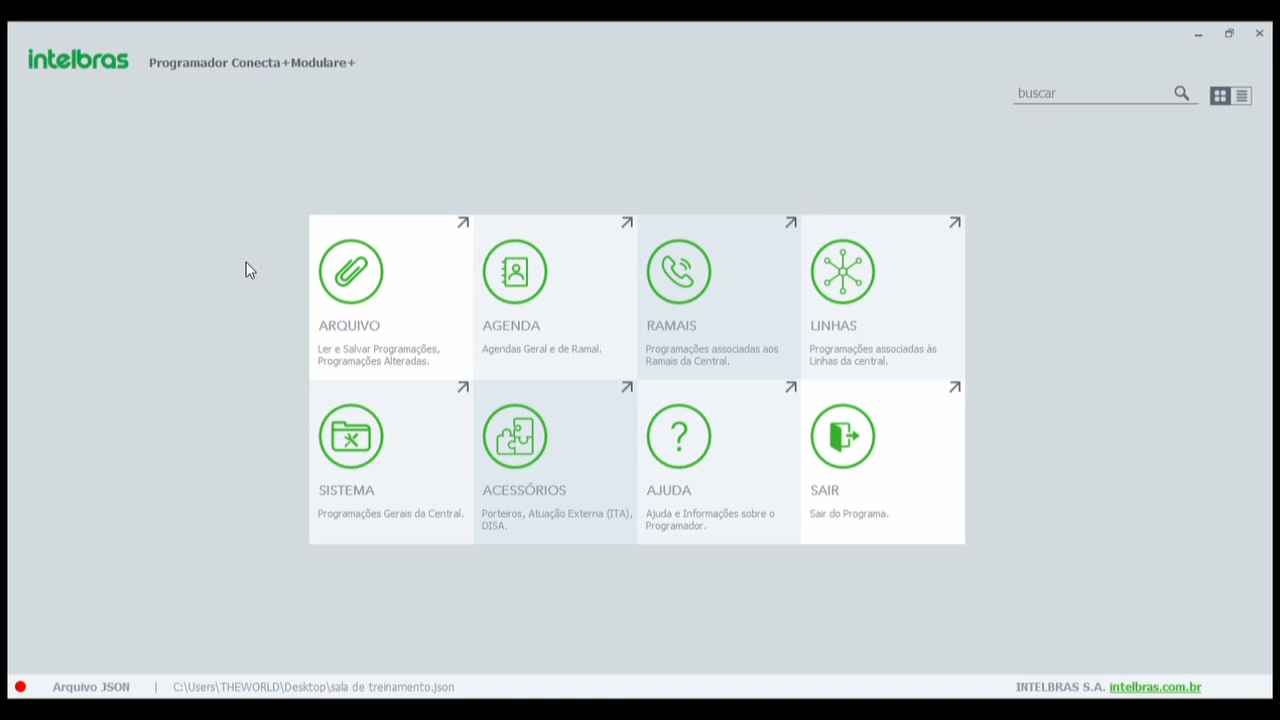 intelbras Programador Conecta+Modulare+
buscar
ARQUIVO
Ler e Salvar Programações,
Programações Alteradas.
AGENDA
Agendas Geral e de Ramal.
RAMAIS
Programações associadas aos
Ramais da Central.
LINHAS
Programações associadas às
Linhas da central.
SISTEMA
Programações Gerais da Central.
ACESSÓRIOS
Porteiros, Atuação Externa (ITA),
DISA.
AJUDA
Ajuda e Informações sobre o
Programador.
SAIR
Sair do Programa.
Arquivo JSON | C:\Users\THEWORLD\Desktop\sala de treinamento.json INTELBRAS S.A. intelbras.com.br